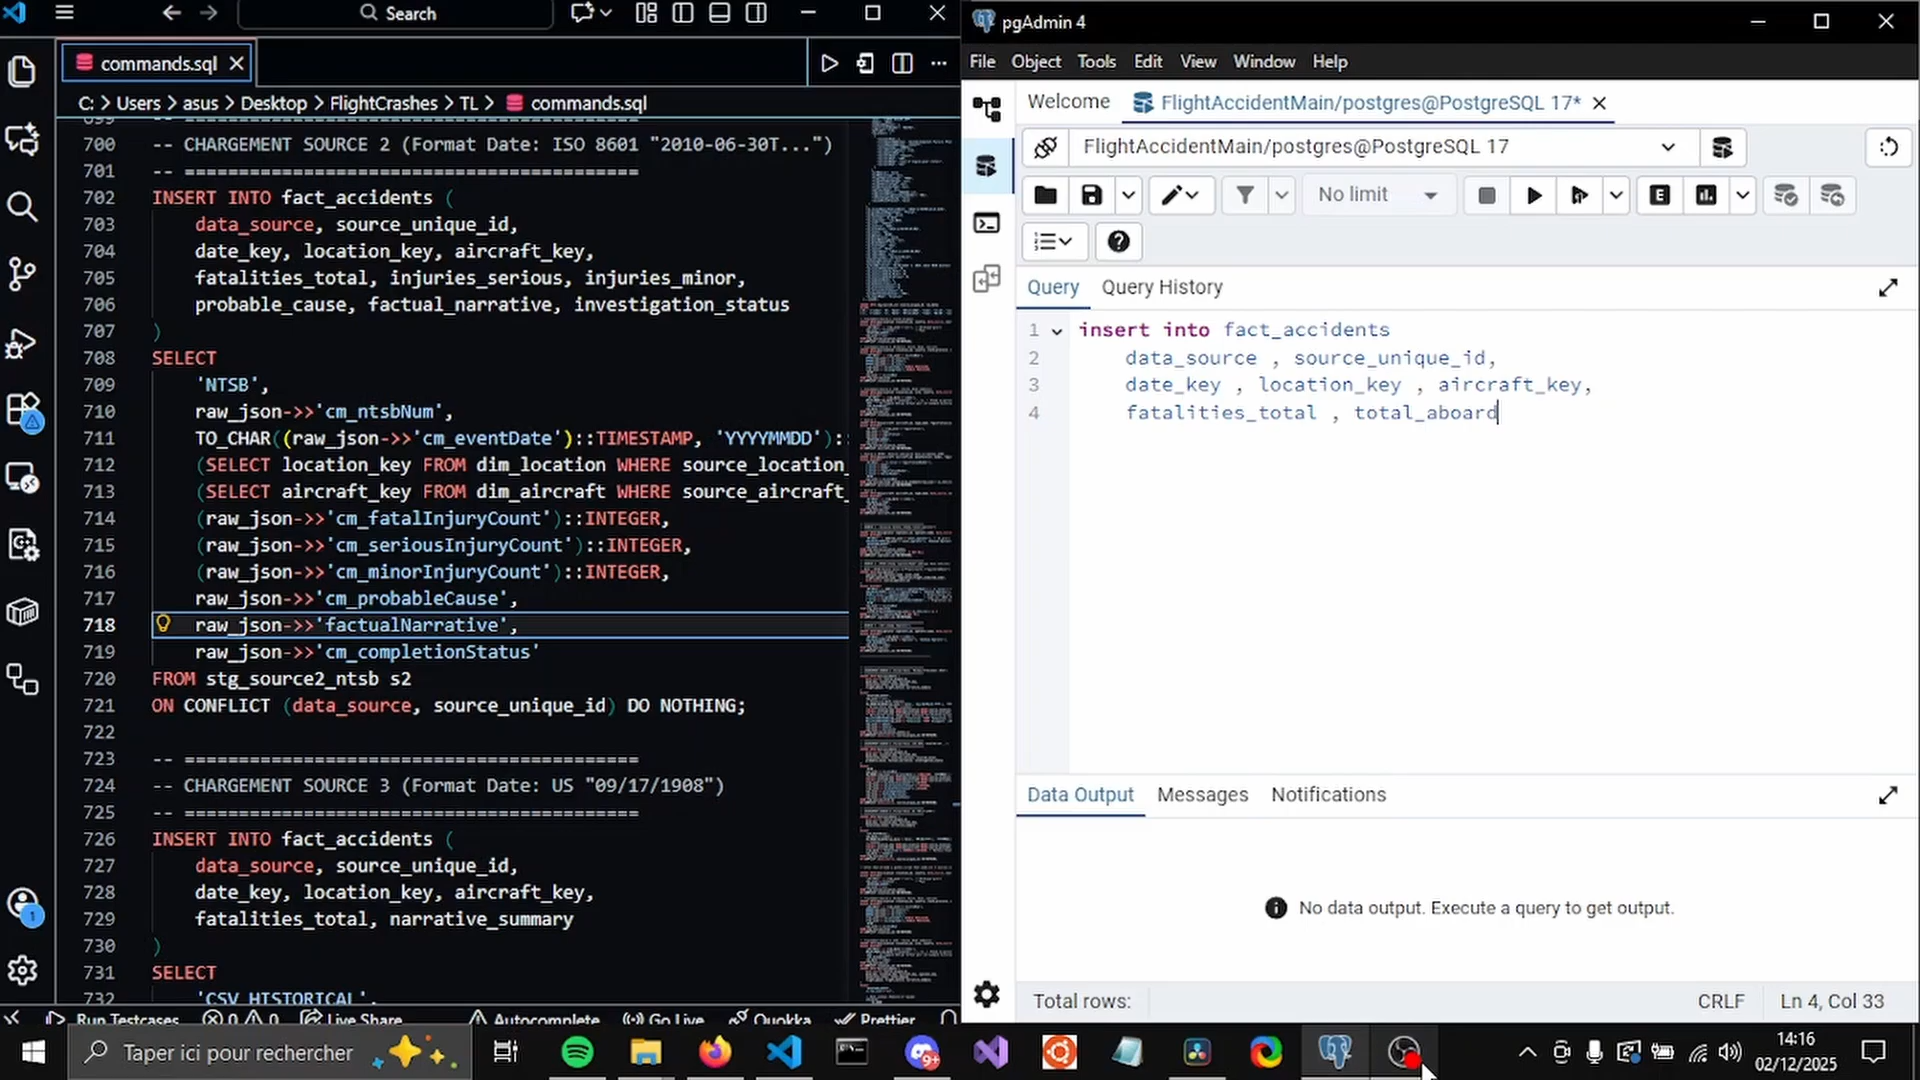 Search
commands.sql
C: > Users > asus > Desktop > FlightCrashes > TL > commands.sql
699 -- ==========================================
700 -- CHARGEMENT SOURCE 2 (Format Date: ISO 8601 "2010-06-30T...")
701 -- ==========================================
702 INSERT INTO fact_accidents (
703 data_source, source_unique_id,
704 date_key, location_key, aircraft_key,
705 fatalities_total, injuries_serious, injuries_minor,
706 probable_cause, factual_narrative, investigation_status
707 )
708 SELECT
709 'NTSB',
710 raw_json->>'cm_ntsbNum',
711 TO_CHAR((raw_json->>'cm_eventDate')::TIMESTAMP, 'YYYYMMDD')::
712 (SELECT location_key FROM dim_location WHERE source_location_
713 (SELECT aircraft_key FROM dim_aircraft WHERE source_aircraft_
714 (raw_json->>'cm_fatalInjuryCount')::INTEGER,
715 (raw_json->>'cm_seriousInjuryCount')::INTEGER,
716 (raw_json->>'cm_minorInjuryCount')::INTEGER,
717 raw_json->>'cm_probableCause',
718 raw_json->>'factualNarrative',
719 raw_json->>'cm_completionStatus'
720 FROM stg_source2_ntsb s2
721 ON CONFLICT (data_source, source_unique_id) DO NOTHING;
722
723 -- ==========================================
724 -- CHARGEMENT SOURCE 3 (Format Date: US "09/17/1908")
725 -- ==========================================
726 INSERT INTO fact_accidents (
727 data_source, source_unique_id,
728 date_key, location_key, aircraft_key,
729 fatalities_total, narrative_summary
730 )
731 SELECT
732 'CSV_HISTORICAL',
Run Testcases 0 0 Live Share Autocomplete Go Live Quokka Prettier
pgAdmin 4
File Object Tools Edit View Window Help
Welcome FlightAccidentMain/postgres@PostgreSQL 17*
FlightAccidentMain/postgres@PostgreSQL 17
No limit
E
Query Query History
1 insert into fact_accidents
2 data_source , source_unique_id,
3 date_key , location_key , aircraft_key,
4 fatalities_total , total_aboard
Data Output Messages Notifications
No data output. Execute a query to get output.
Total rows: CRLF Ln 4, Col 33
Taper ici pour rechercher
9+
14:16
02/12/2025